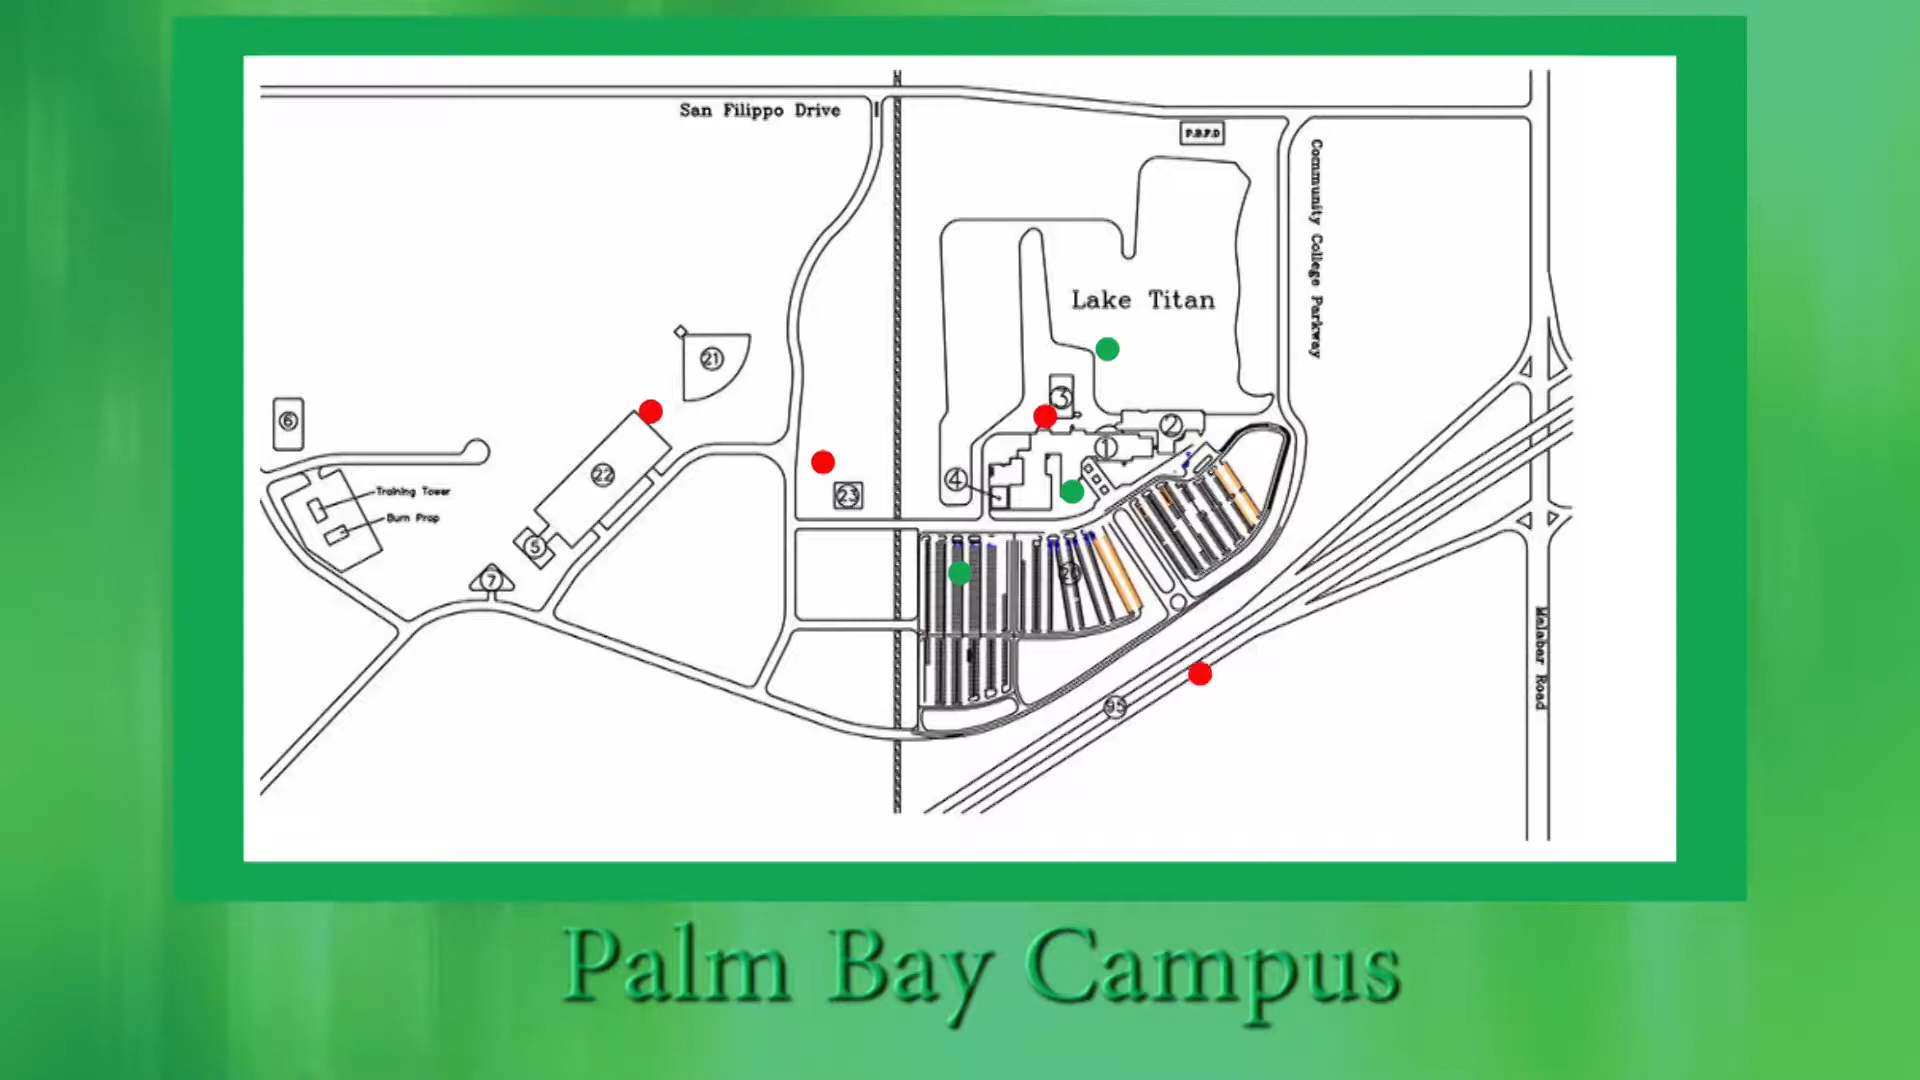 San Filippo Drive
P.B.F.D
Community College Parkway
Lake Titan
21
3
6
2
1
22
4
23
Training Tower
Burn Prop
5
7
95
Malabar Road
Palm Bay Campus